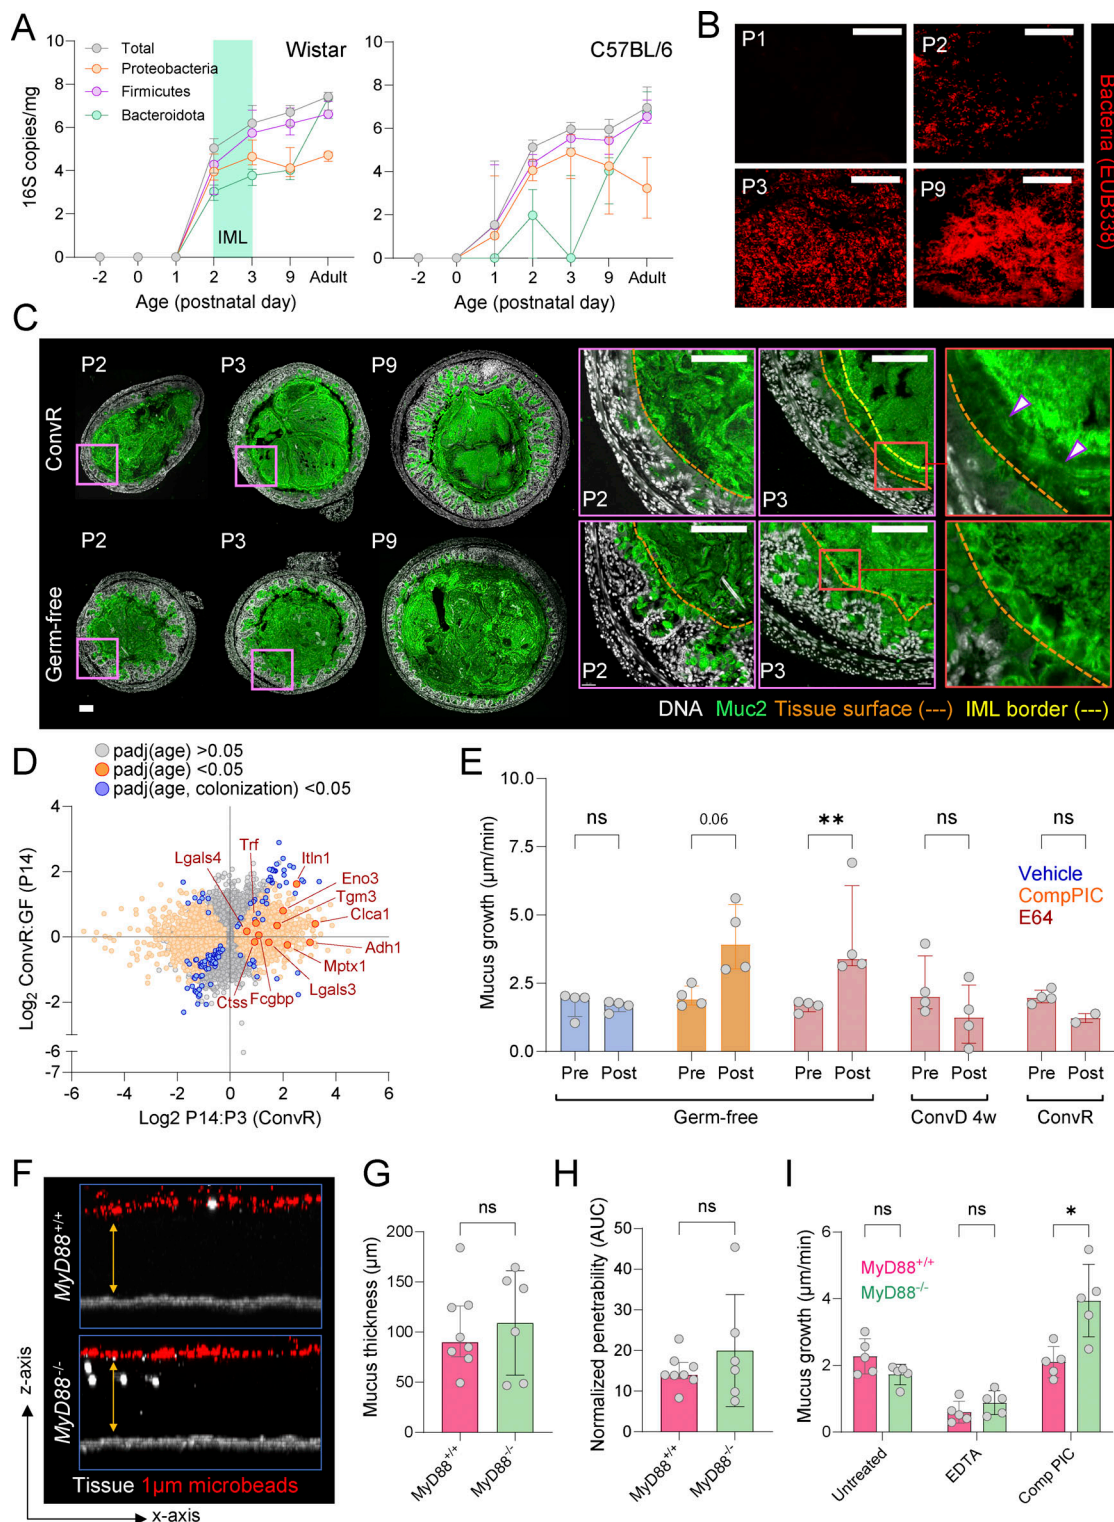 A
Wistar
Total
Proteobacteria
Firmicutes
Bacteroidota
IML
16S copies/mg
8
6
4
2
0
-2 0 1 2 3 9 Adult
Age (postnatal day)
C57BL/6
8
6
4
2
0
-2 0 1 2 3 9 Adult
Age (postnatal day)
B
P1
P2
P3
P9
Bacteria (EUB338)
C
ConvR
P2
P3
P9
P2
P3
Germ-free
P2
P3
P9
P2
P3
DNA Muc2 Tissue surface (---) IML border (---)
D
padj(age) >0.05
padj(age) <0.05
padj(age, colonization) <0.05
Log2 ConvR:GF (P14)
4
2
0
-2
-6
-7
Lgals4
Trf
Itln1
Eno3
Tgm3
Clca1
Adh1
Mptx1
Lgals3
Fcgbp
Ctss
-6 -4 -2 0 2 4 6
Log2 P14:P3 (ConvR)
E
Mucus growth (µm/min)
10.0
7.5
5.0
2.5
0.0
ns
0.06
**
ns
ns
Vehicle
CompPIC
E64
Pre Post Pre Post Pre Post Pre Post Pre Post
Germ-free
ConvD 4w
ConvR
F
MyD88+/+
MyD88-/-
Tissue 1µm microbeads
z-axis
x-axis
G
Mucus thickness (µm)
200
150
100
50
0
ns
MyD88+/+
MyD88-/-
H
Normalized penetrability (AUC)
50
40
30
20
10
0
ns
MyD88+/+
MyD88-/-
I
Mucus growth (µm/min)
6
4
2
0
ns
ns
*
MyD88+/+
MyD88-/-
Untreated
EDTA
Comp PIC